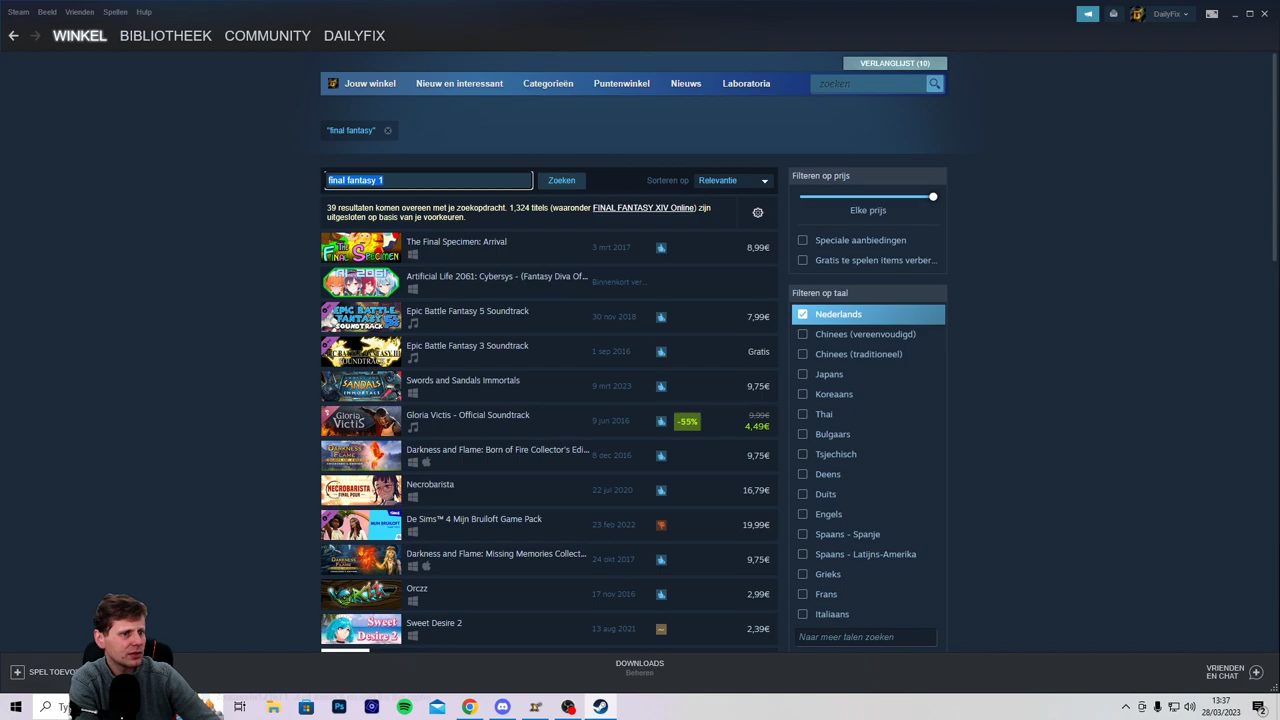 Steam Beeld Vrienden Spellen Hulp
DailyFix
WINKEL BIBLIOTHEEK COMMUNITY DAILYFIX
VERLANGLIJST (10)
Jouw winkel Nieuw en interessant Categorieën Puntenwinkel Nieuws Laboratoria zoeken
"final fantasy"
final fantasy 1 Zoeken Sorteren op Relevantie
39 resultaten komen overeen met je zoekopdracht. 1,324 titels (waaronder FINAL FANTASY XIV Online) zijn
uitgesloten op basis van je voorkeuren.
The Final Specimen: Arrival 3 mrt 2017 8,99€
Artificial Life 2061: Cybersys - (Fantasy Diva Of... Binnenkort ver...
Epic Battle Fantasy 5 Soundtrack 30 nov 2018 7,99€
Epic Battle Fantasy 3 Soundtrack 1 sep 2016 Gratis
Swords and Sandals Immortals 9 mrt 2023 9,75€
Gloria Victis - Official Soundtrack 9 jun 2016 -55% 9,99€
4,49€
Darkness and Flame: Born of Fire Collector's Edi... 8 dec 2016 9,75€
Necrobarista 22 jul 2020 16,79€
De Sims™ 4 Mijn Bruiloft Game Pack 23 feb 2022 19,99€
Darkness and Flame: Missing Memories Collect... 24 okt 2017 9,75€
Orczz 17 nov 2016 2,99€
Sweet Desire 2 13 aug 2021 2,39€
Filteren op prijs
Elke prijs
Speciale aanbiedingen
Gratis te spelen items verber...
Filteren op taal
Nederlands
Chinees (vereenvoudigd)
Chinees (traditioneel)
Japans
Koreaans
Thai
Bulgaars
Tsjechisch
Deens
Duits
Engels
Spaans - Spanje
Spaans - Latijns-Amerika
Grieks
Frans
Italiaans
Naar meer talen zoeken
SPEL TOEVO
DOWNLOADS
Beheren
VRIENDEN
EN CHAT
13:37
28/03/2023